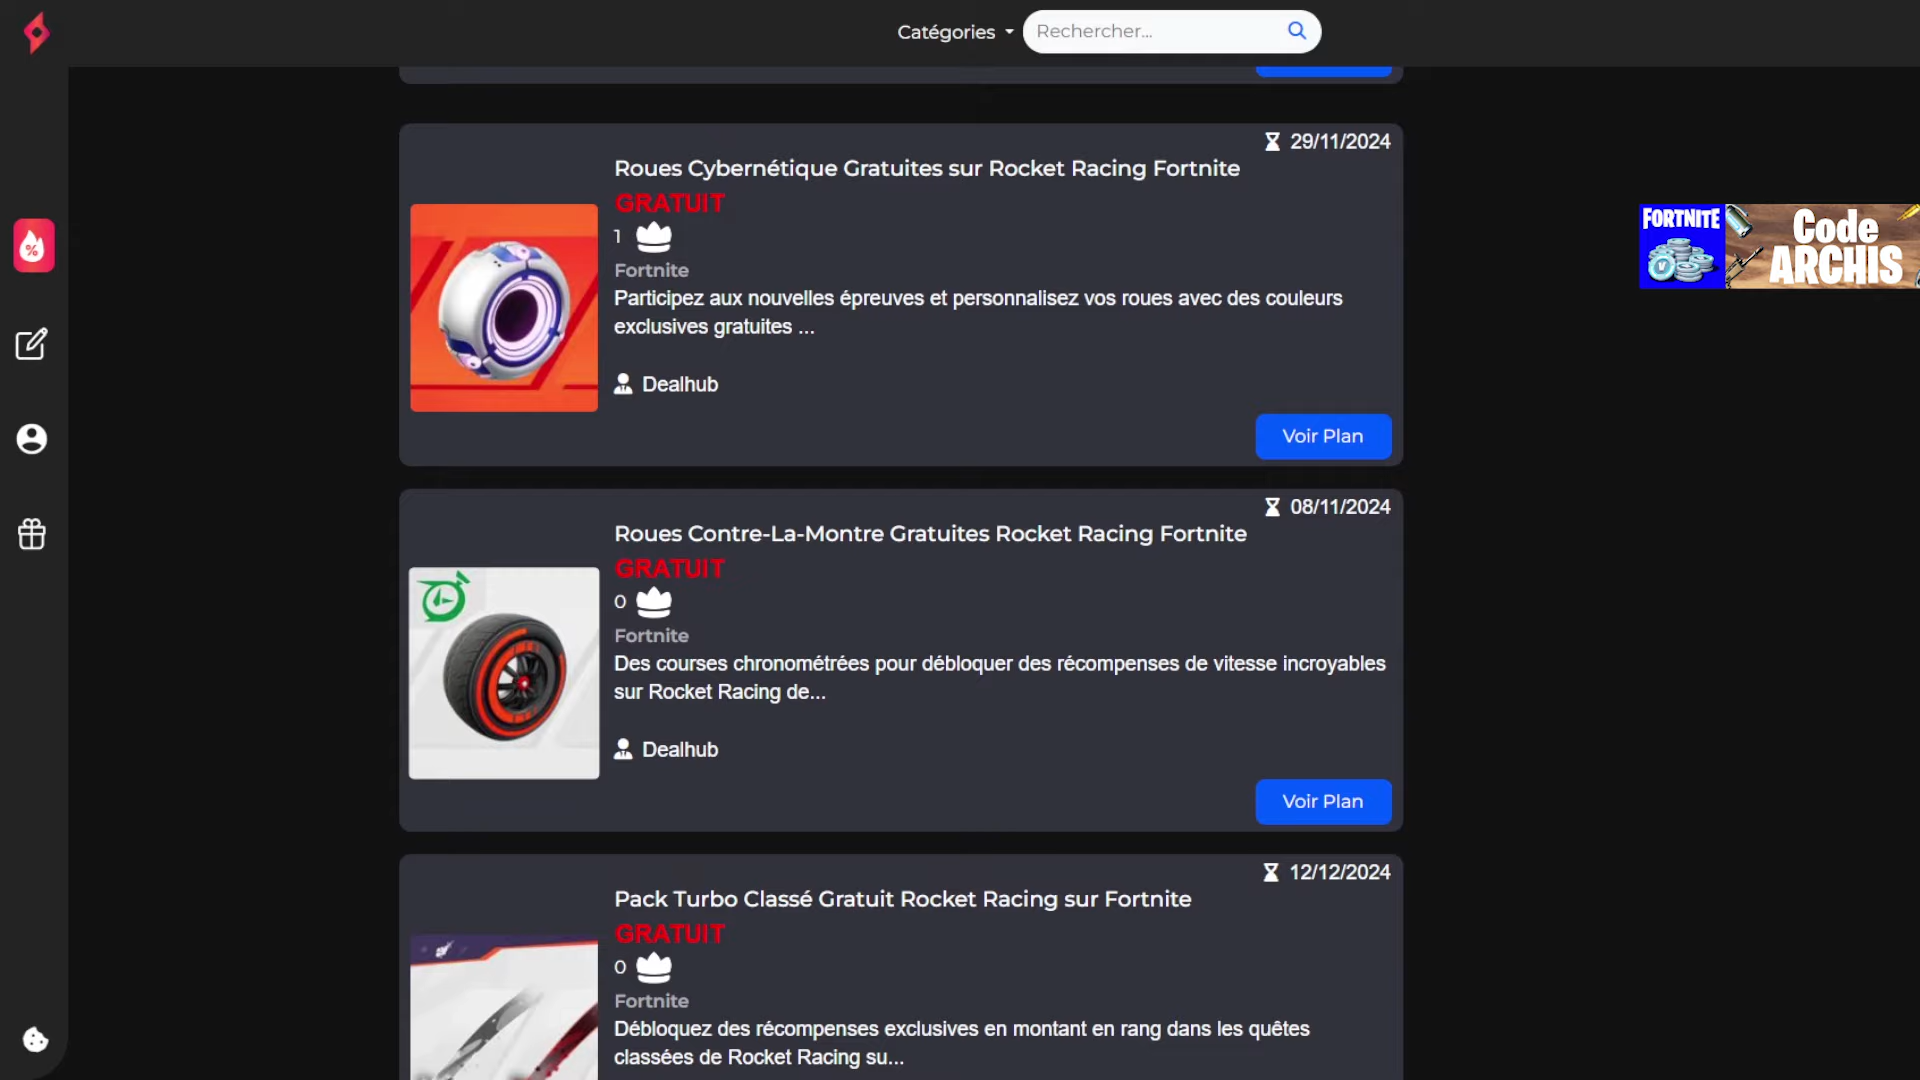 Catégories
Rechercher...
29/11/2024
Roues Cybernétique Gratuites sur Rocket Racing Fortnite
GRATUIT
1
Fortnite
Participez aux nouvelles épreuves et personnalisez vos roues avec des couleurs
exclusives gratuites ...
Dealhub
Voir Plan
FORTNITE
Code
ARCHIS
08/11/2024
Roues Contre-La-Montre Gratuites Rocket Racing Fortnite
GRATUIT
0
Fortnite
Des courses chronométrées pour débloquer des récompenses de vitesse incroyables
sur Rocket Racing de...
Dealhub
Voir Plan
12/12/2024
Pack Turbo Classé Gratuit Rocket Racing sur Fortnite
GRATUIT
0
Fortnite
Débloquez des récompenses exclusives en montant en rang dans les quêtes
classées de Rocket Racing su...